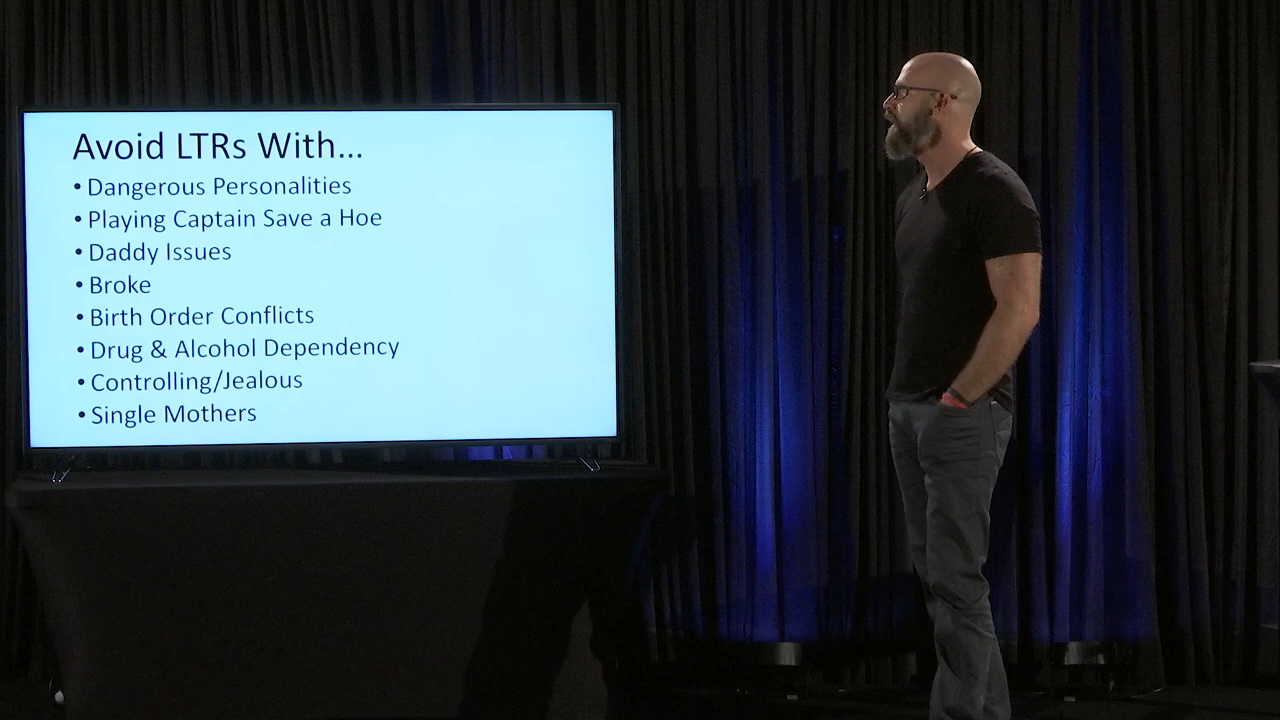 Avoid LTRs With...
• Dangerous Personalities
• Playing Captain Save a Hoe
• Daddy Issues
• Broke
• Birth Order Conflicts
• Drug & Alcohol Dependency
• Controlling/Jealous
• Single Mothers